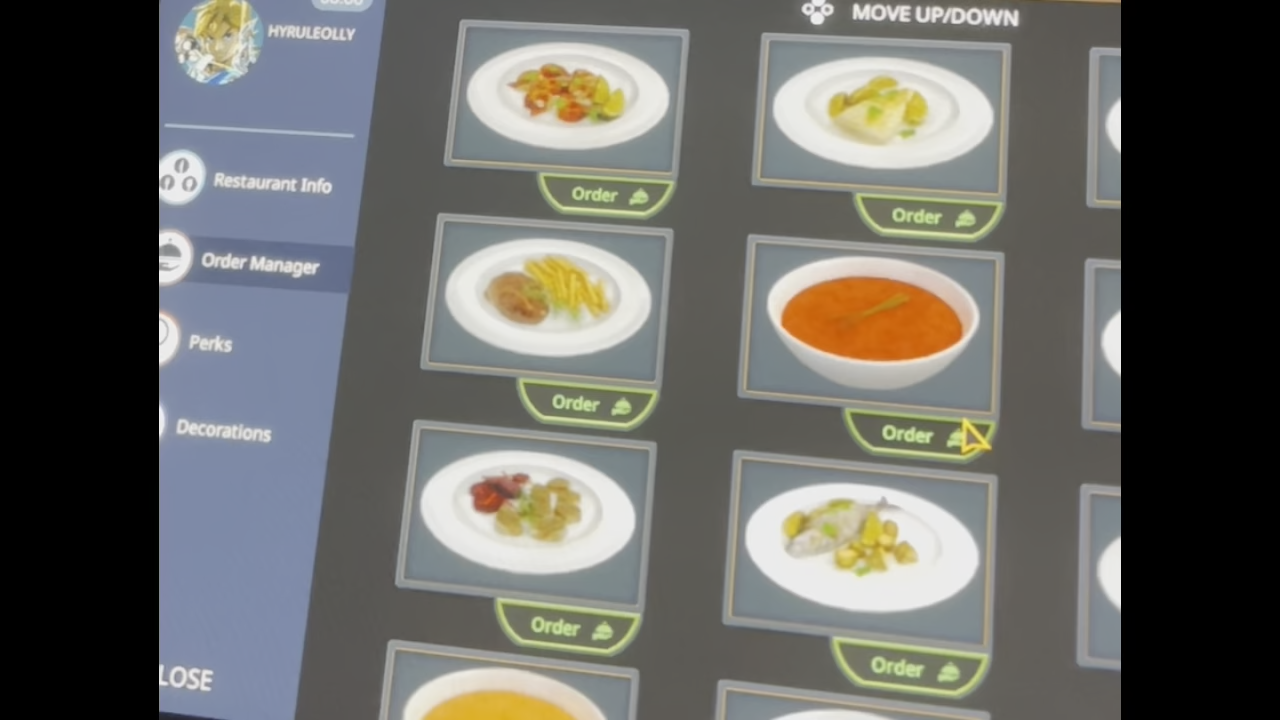 HYRULEOLLY
MOVE UP/DOWN
Restaurant Info
Order Manager
Perks
Decorations
LOSE
Order
Order
Order
Order
Order
Order